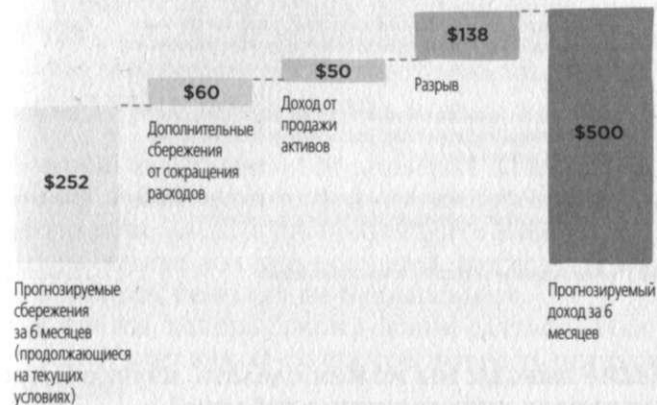 $252
Прогнозируемые
сбережения
за 6 месяцев
(продолжающиеся
на текущих
условиях)
$60
Дополнительные
сбережения
от сокращения
расходов
$50
Доход от
продажи
активов
$138
Разрыв
$500
Прогнозируемый
доход за 6
месяцев